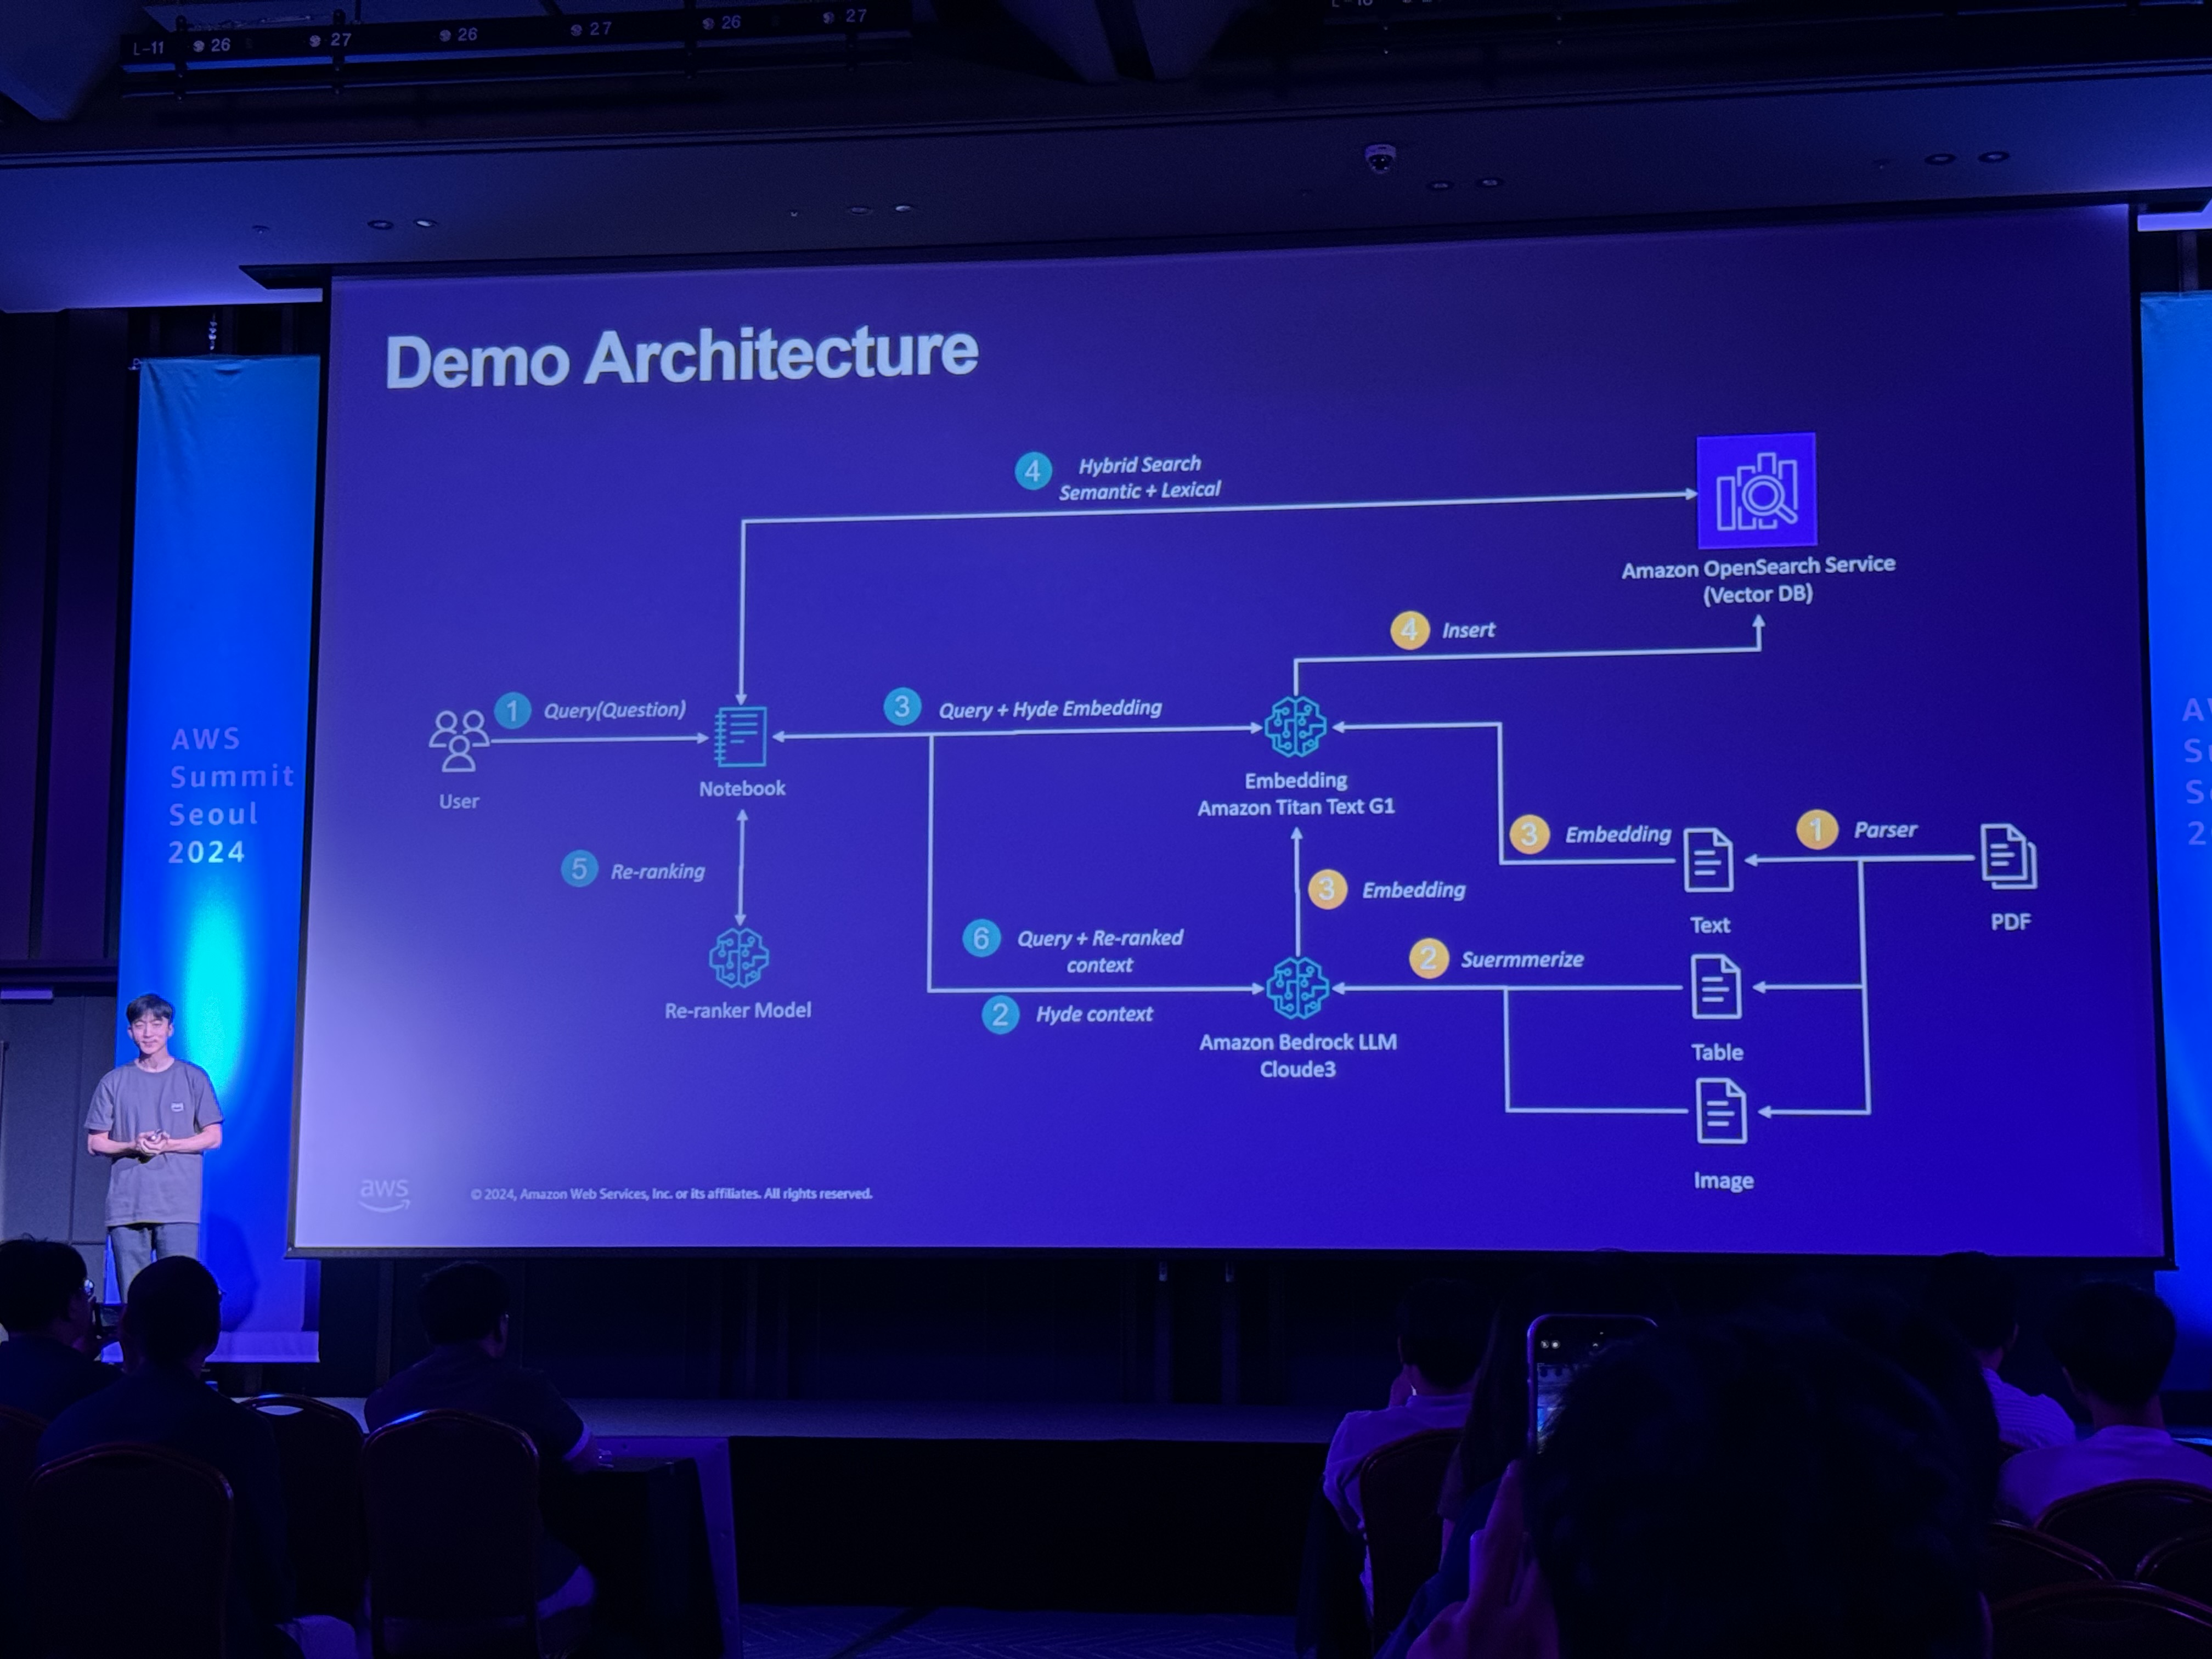 L-11 26 27 26 27 26 27
Demo Architecture
4 Hybrid Search
Semantic + Lexical
Amazon OpenSearch Service
(Vector DB)
4 Insert
1 Query(Question)
3 Query + Hyde Embedding
User
Notebook
Embedding
Amazon Titan Text G1
3 Embedding
1 Parser
Text
PDF
5 Re-ranking
3 Embedding
6 Query + Re-ranked
context
2 Suermmerize
Re-ranker Model
2 Hyde context
Amazon Bedrock LLM
Cloude3
Table
Image
aws
© 2024, Amazon Web Services, Inc. or its affiliates. All rights reserved.
AWS
Summit
Seoul
2024